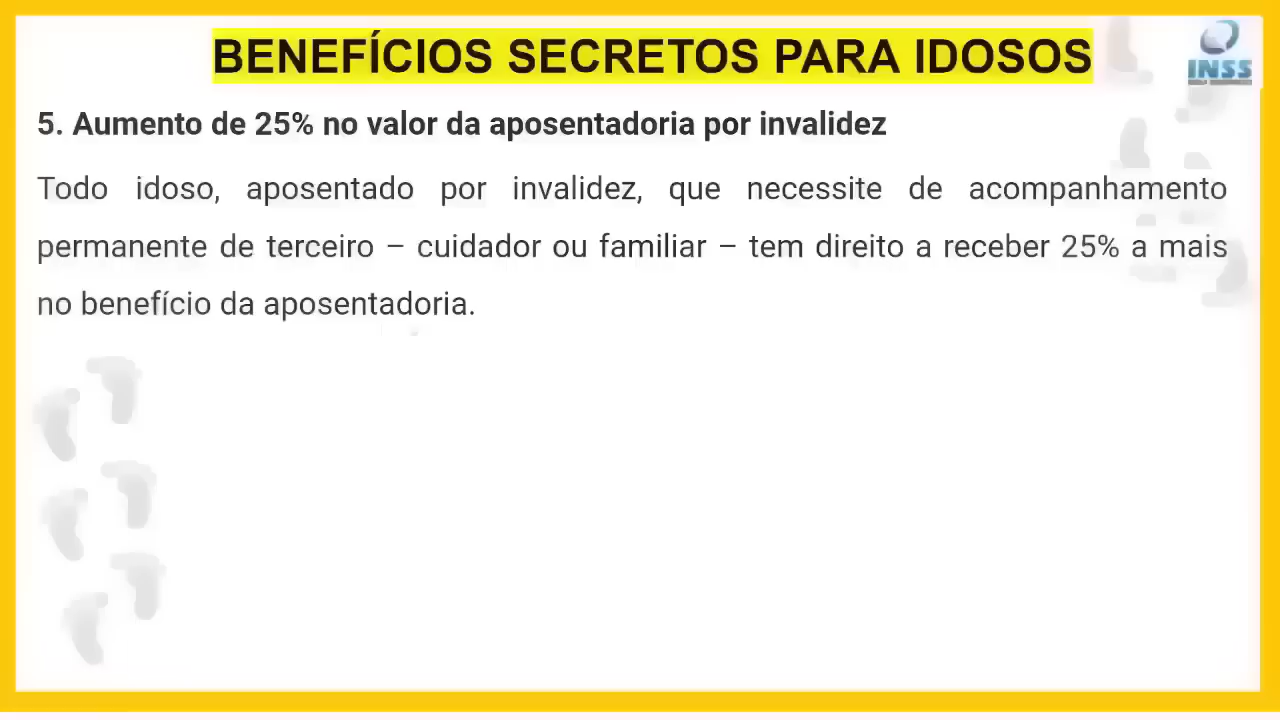 BENEFÍCIOS SECRETOS PARA IDOSOS
INSS
5. Aumento de 25% no valor da aposentadoria por invalidez
Todo idoso, aposentado por invalidez, que necessite de acompanhamento
permanente de terceiro – cuidador ou familiar – tem direito a receber 25% a mais
no benefício da aposentadoria.